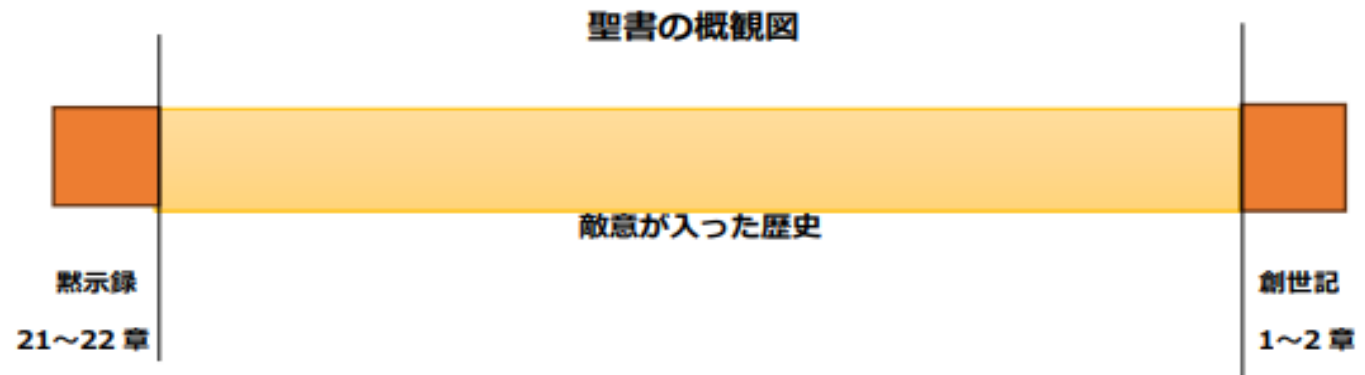 聖書の概観図
敵意が入った歴史
黙示録
21～22 章
創世記
1～2 章